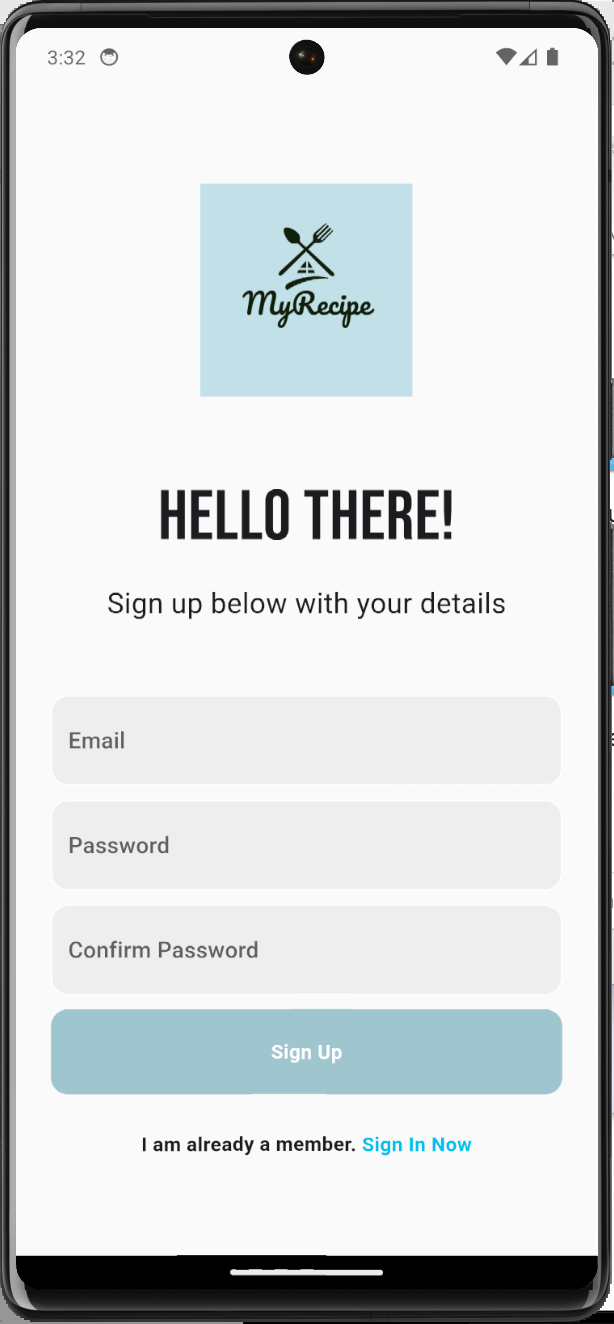 3:32
MyRecipe
HELLO THERE!
Sign up below with your details
Email
Password
Confirm Password
Sign Up
I am already a member. Sign In Now